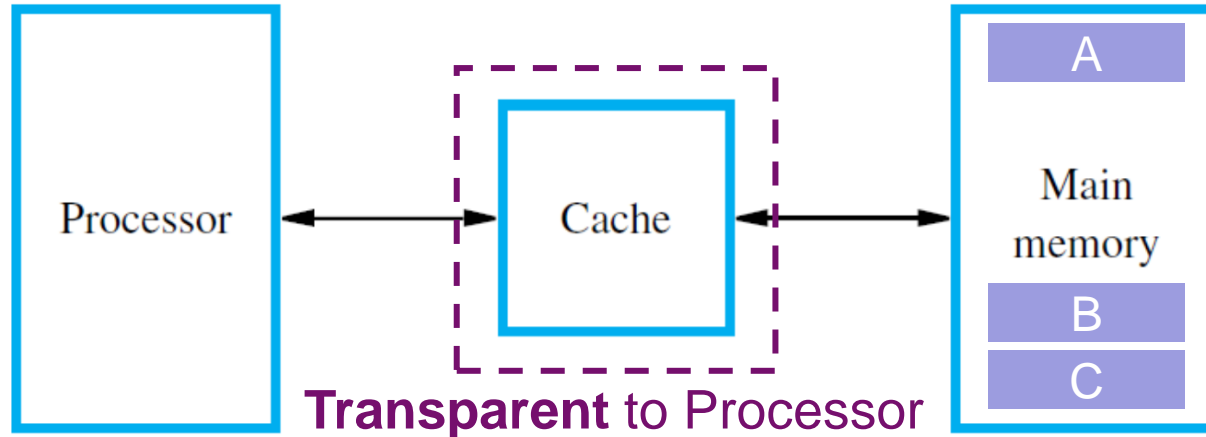 Processor
Cache
Transparent to Processor
A
Main
memory
B
C